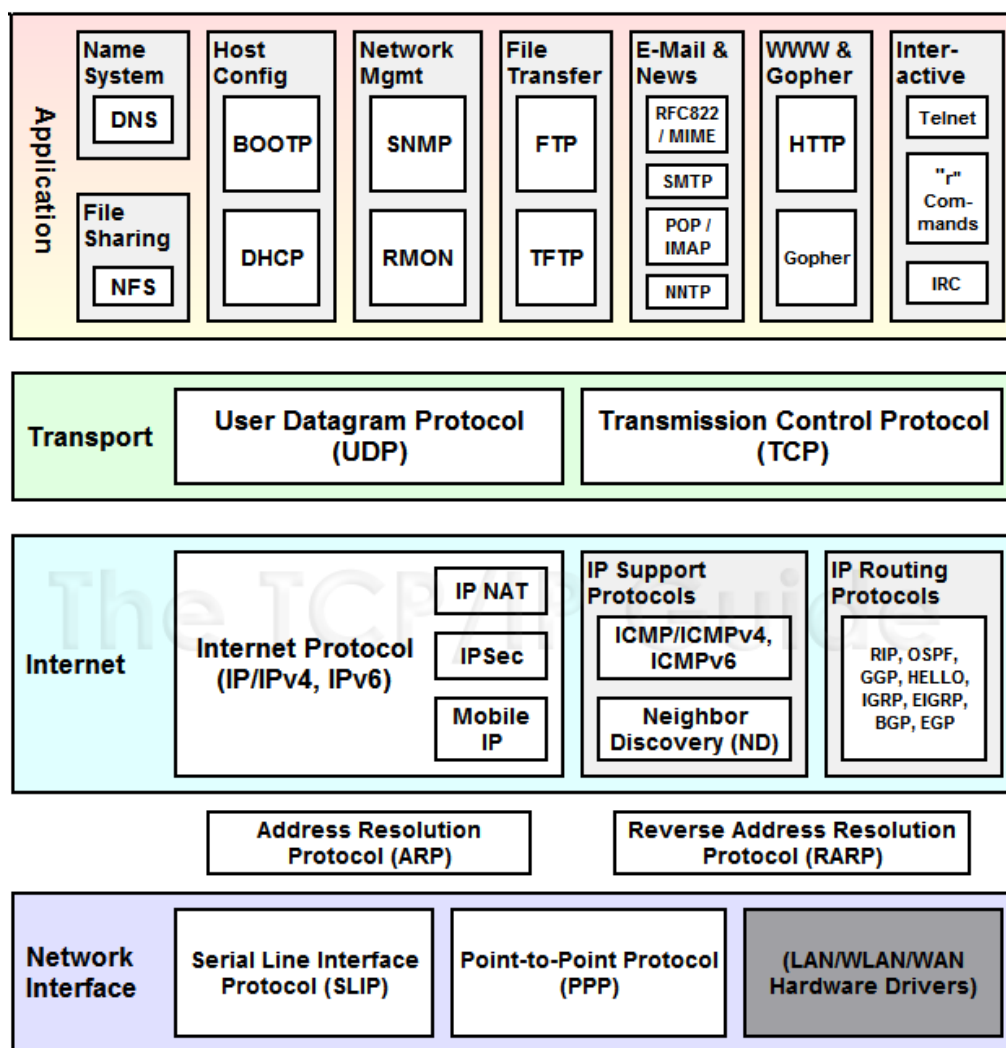 Application
Name
System
DNS
File
Sharing
NFS
Host
Config
BOOTP
DHCP
Network
Mgmt
SNMP
RMON
File
Transfer
FTP
TFTP
E-Mail &
News
RFC822
/ MIME
SMTP
POP /
IMAP
NNTP
WWW &
Gopher
HTTP
Gopher
Inter-
active
Telnet
"r"
Com-
mands
IRC
Transport
User Datagram Protocol
(UDP)
Transmission Control Protocol
(TCP)
The TCP/IP Guide
Internet
Internet Protocol
(IP/IPv4, IPv6)
IP NAT
IPSec
Mobile
IP
IP Support
Protocols
ICMP/ICMPv4,
ICMPv6
Neighbor
Discovery (ND)
IP Routing
Protocols
RIP, OSPF,
GGP, HELLO,
IGRP, EIGRP,
BGP, EGP
Address Resolution
Protocol (ARP)
Reverse Address Resolution
Protocol (RARP)
Network
Interface
Serial Line Interface
Protocol (SLIP)
Point-to-Point Protocol
(PPP)
(LAN/WLAN/WAN
Hardware Drivers)